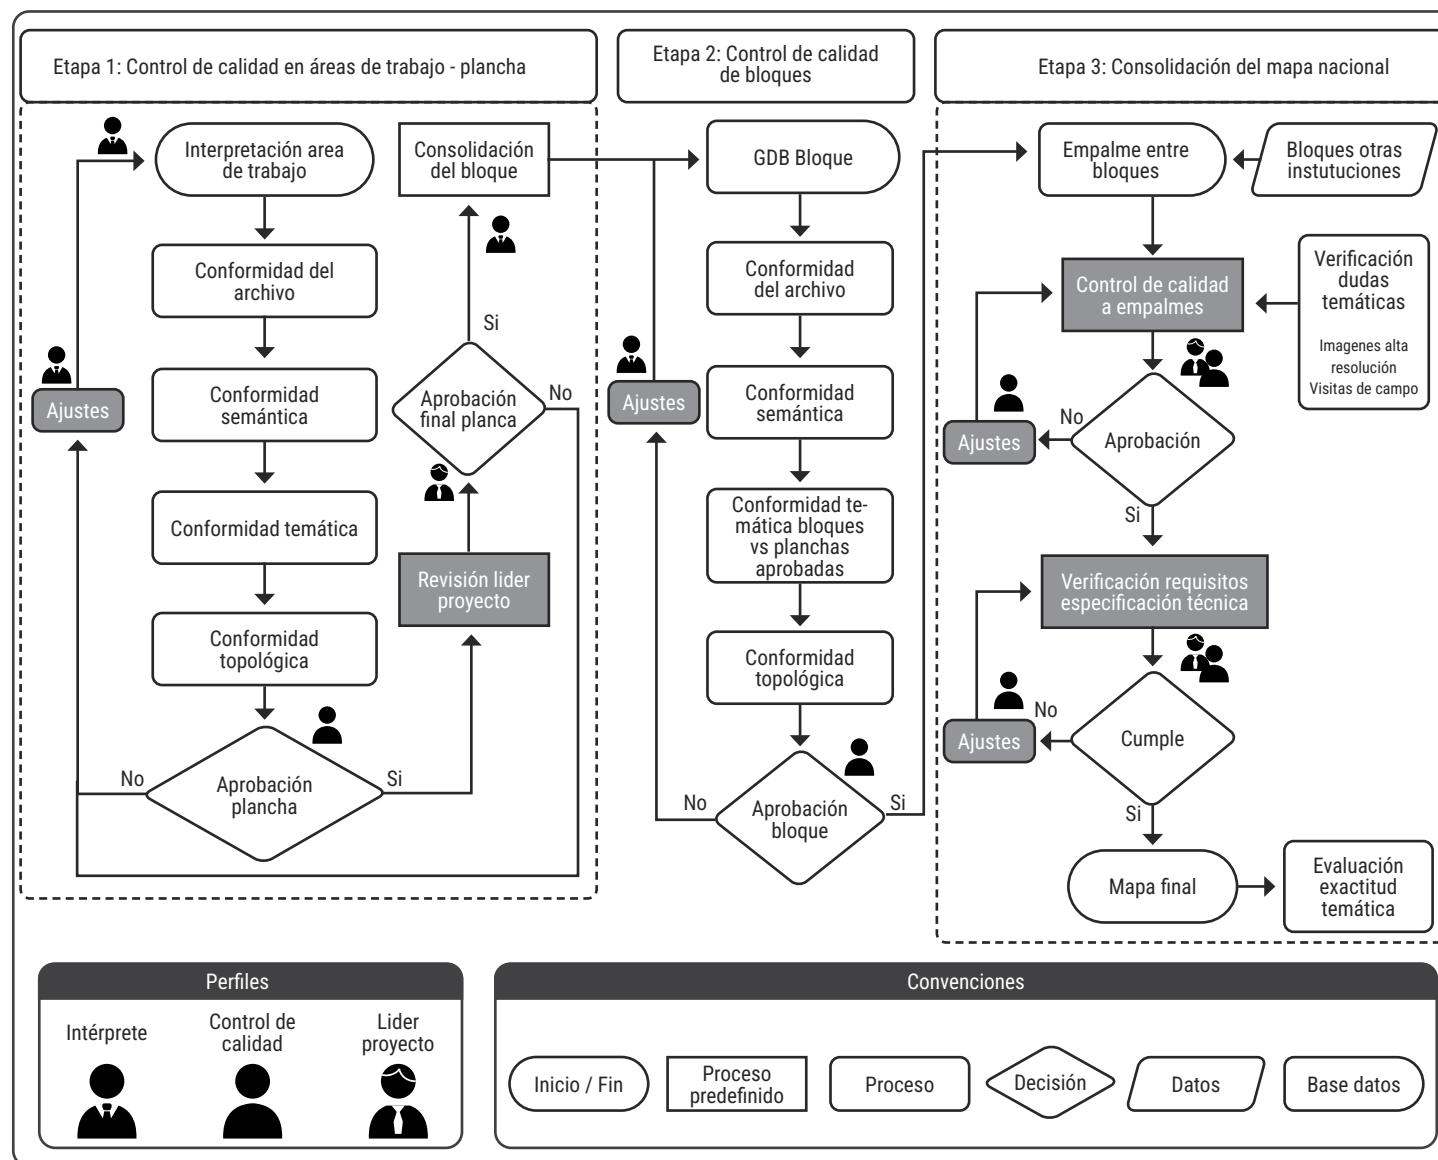 Etapa 1: Control de calidad en áreas de trabajo - plancha
Interpretación area
de trabajo
Conformidad del
archivo
Conformidad
semántica
Conformidad temática
Conformidad
topológica
Aprobación
plancha
No
Si
Ajustes
Revisión lider
proyecto
Aprobación
final planca
Si
No
Consolidación
del bloque
Etapa 2: Control de calidad
de bloques
GDB Bloque
Conformidad
del archivo
Conformidad
semántica
Conformidad te-
mática bloques
vs planchas
aprobadas
Conformidad
topológica
Aprobación
bloque
No
Si
Ajustes
Etapa 3: Consolidación del mapa nacional
Empalme entre
bloques
Bloques otras
instutuciones
Control de calidad
a empalmes
Verificación
dudas
temáticas
Imagenes alta
resolución
Visitas de campo
Aprobación
No
Ajustes
Si
Verificación requisitos
especificación técnica
Cumple
No
Ajustes
Si
Mapa final
Evaluación
exactitud
temática
Perfiles
Intérprete
Control de
calidad
Lider
proyecto
Convenciones
Inicio / Fin
Proceso
predefinido
Proceso
Decisión
Datos
Base datos